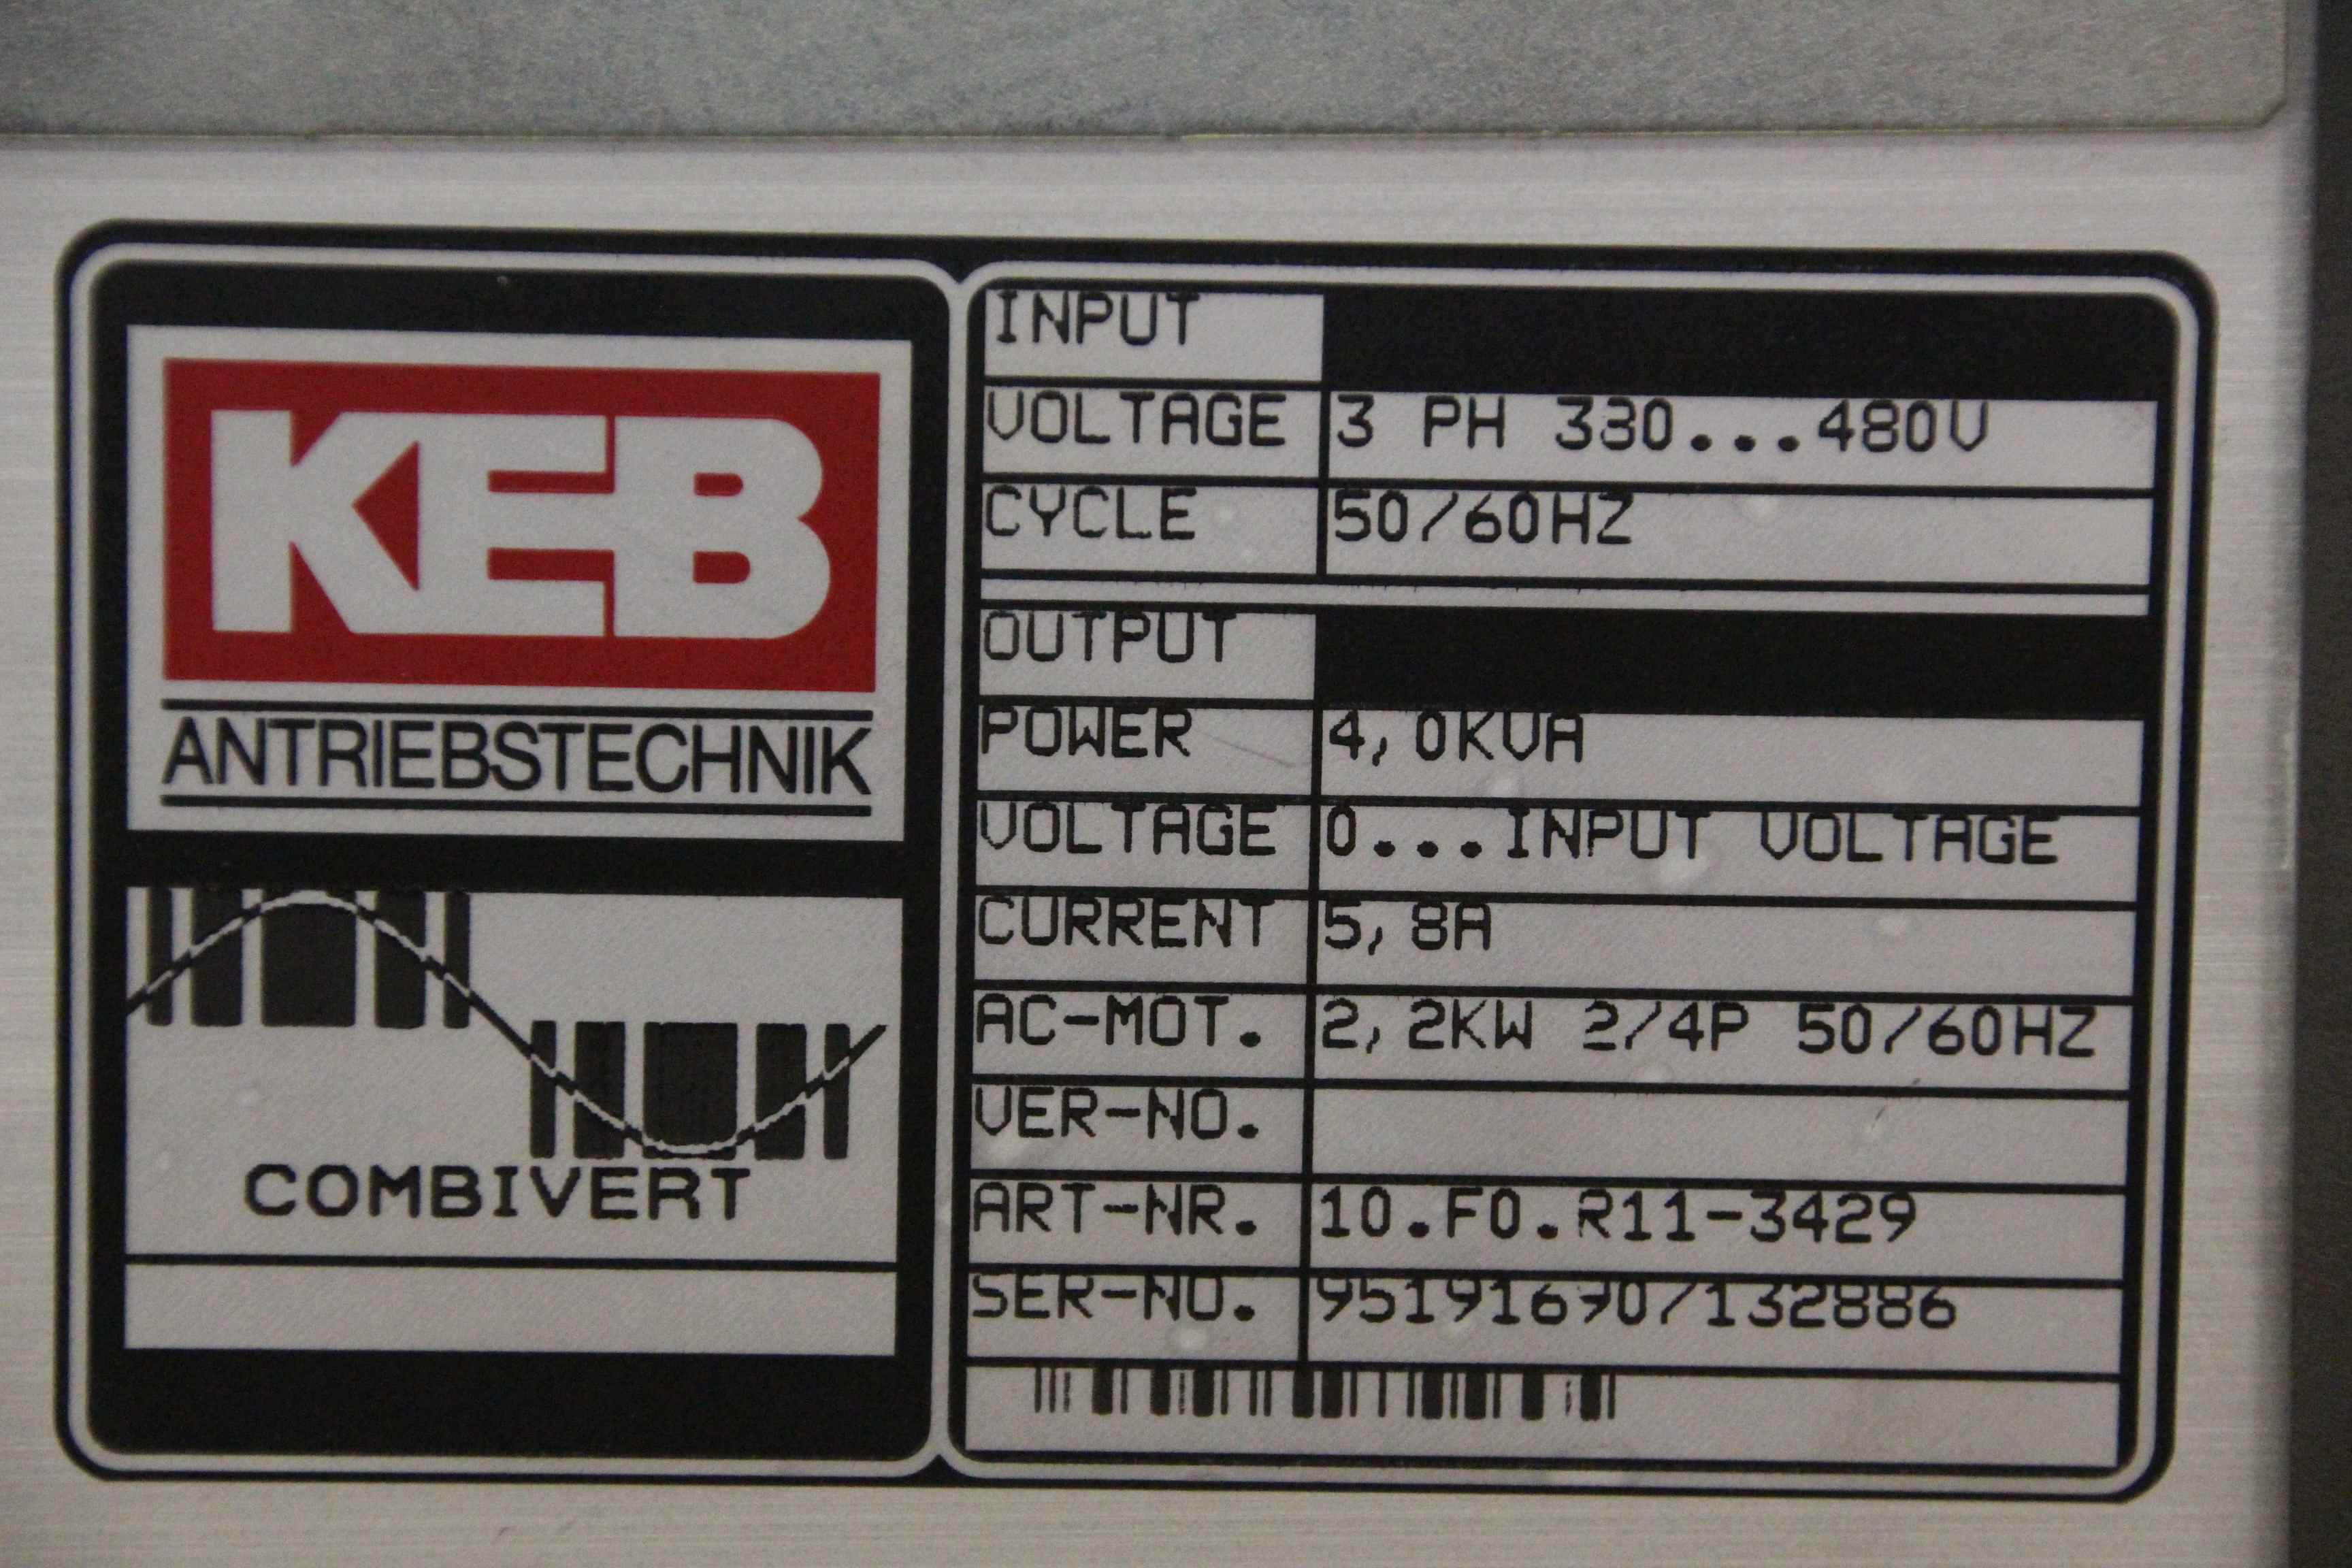 KEB
ANTRIEBSTECHNIK
COMBIVERT
INPUT
VOLTAGE 3 PH 330...480V
CYCLE 50/60HZ
OUTPUT
POWER 4,0KVA
VOLTAGE 0...INPUT VOLTAGE
CURRENT 5,8A
AC-MOT. 2,2KW 2/4P 50/60HZ
VER-NO.
ART-NR. 10.F0.R11-3429
SER-NO. 95191690/132886